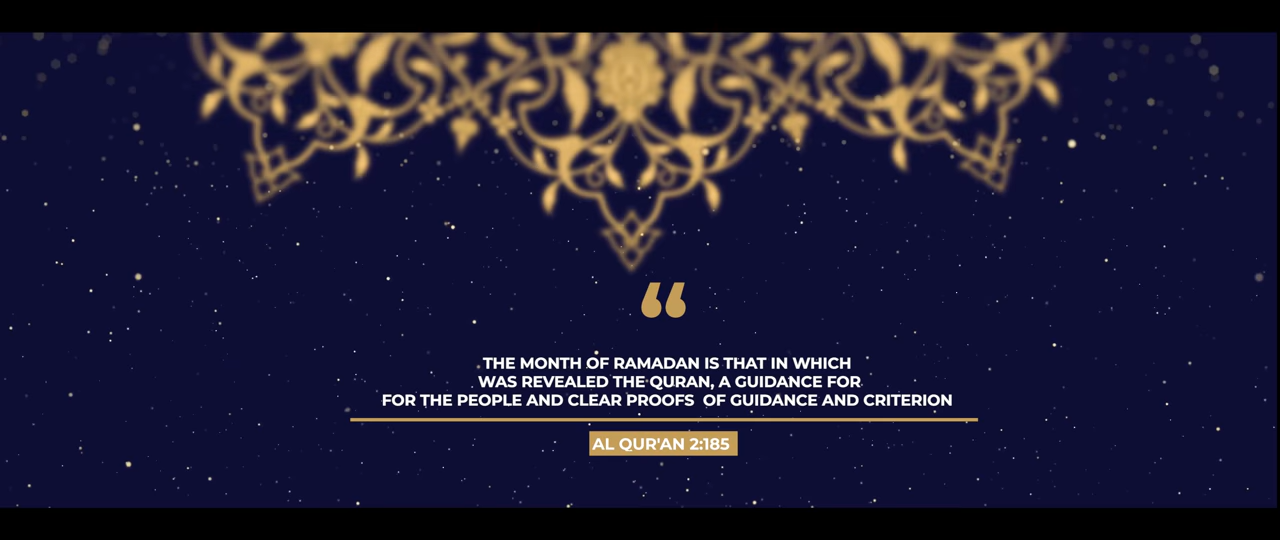 “
THE MONTH OF RAMADAN IS THAT IN WHICH
WAS REVEALED THE QURAN, A GUIDANCE FOR
FOR THE PEOPLE AND CLEAR PROOFS  OF GUIDANCE AND CRITERION
AL QUR'AN 2:185